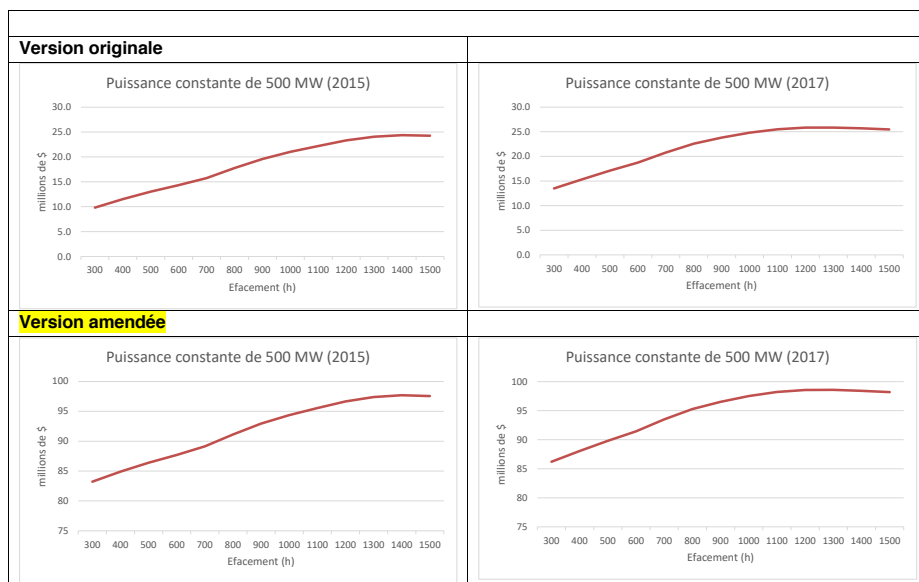 Version originale
Puissance constante de 500 MW (2015)
millions de $
30.0
25.0
20.0
15.0
10.0
5.0
0.0
300 400 500 600 700 800 900 1000 1100 1200 1300 1400 1500
Efacement (h)
Puissance constante de 500 MW (2017)
millions de $
30.0
25.0
20.0
15.0
10.0
5.0
0.0
300 400 500 600 700 800 900 1000 1100 1200 1300 1400 1500
Effacement (h)
Version amendée
Puissance constante de 500 MW (2015)
millions de $
100
95
90
85
80
75
300 400 500 600 700 800 900 1000 1100 1200 1300 1400 1500
Efacement (h)
Puissance constante de 500 MW (2017)
millions de $
100
95
90
85
80
75
300 400 500 600 700 800 900 1000 1100 1200 1300 1400 1500
Efacement (h)